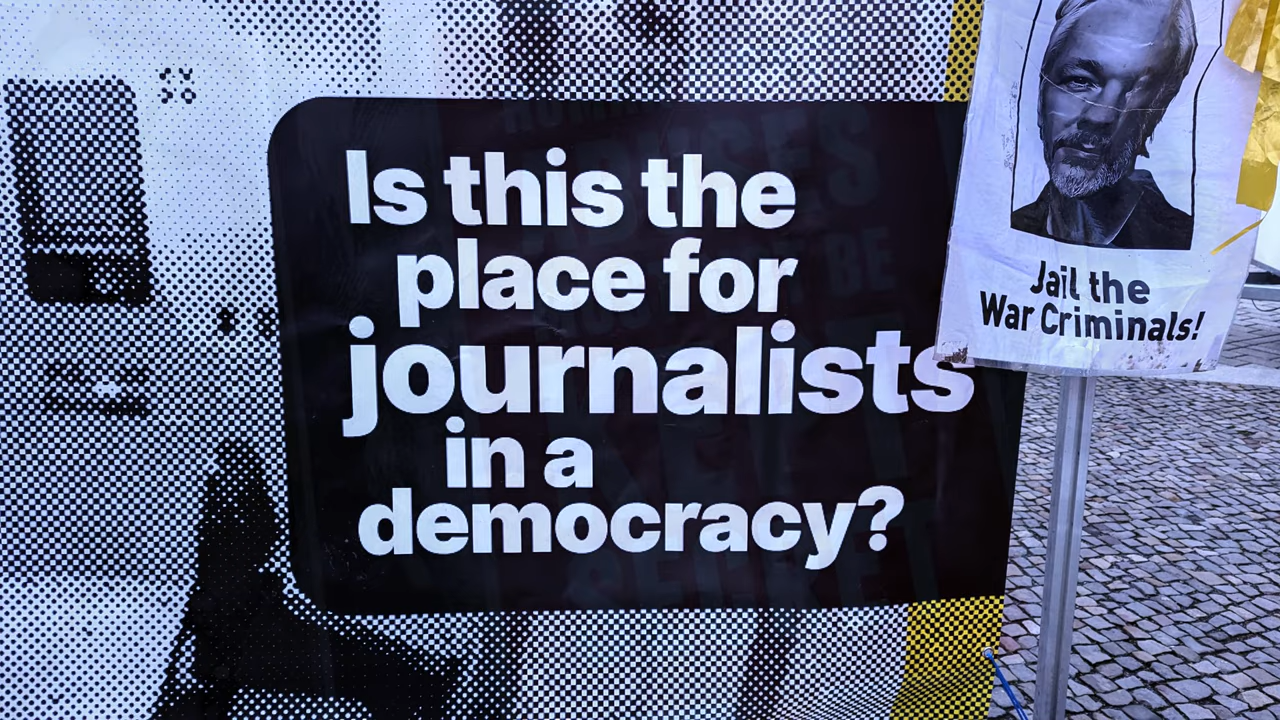 Is this the
place for
journalists
in a
democracy?
Jail the
War Criminals!